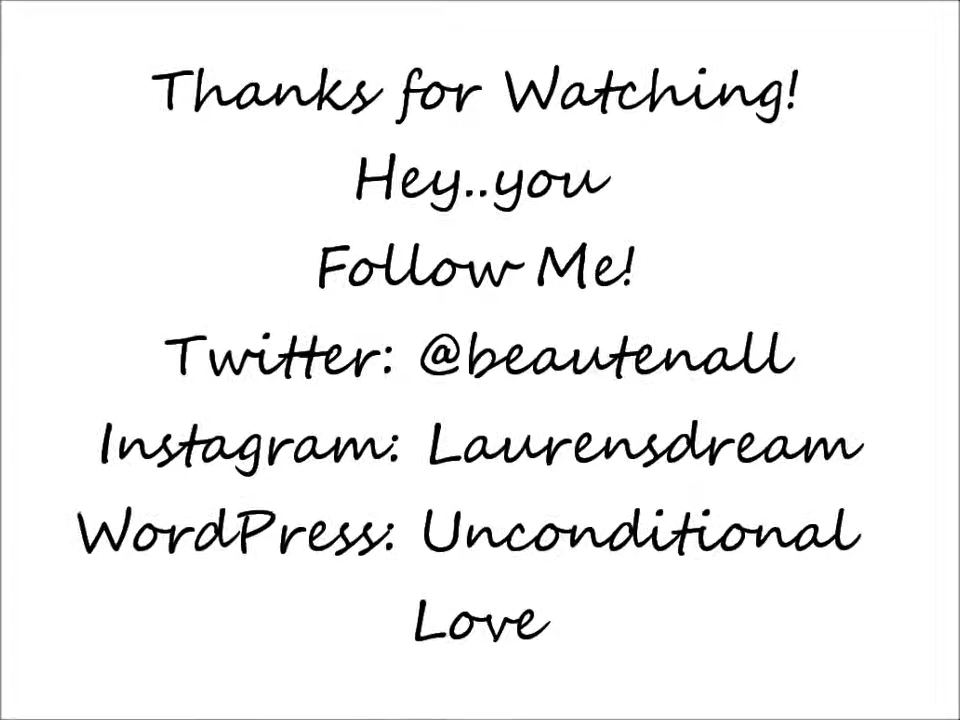 Thanks for Watching!
Hey..you
Follow Me!
Twitter: @beautenall
Instagram: Laurensdream
WordPress: Unconditional
Love